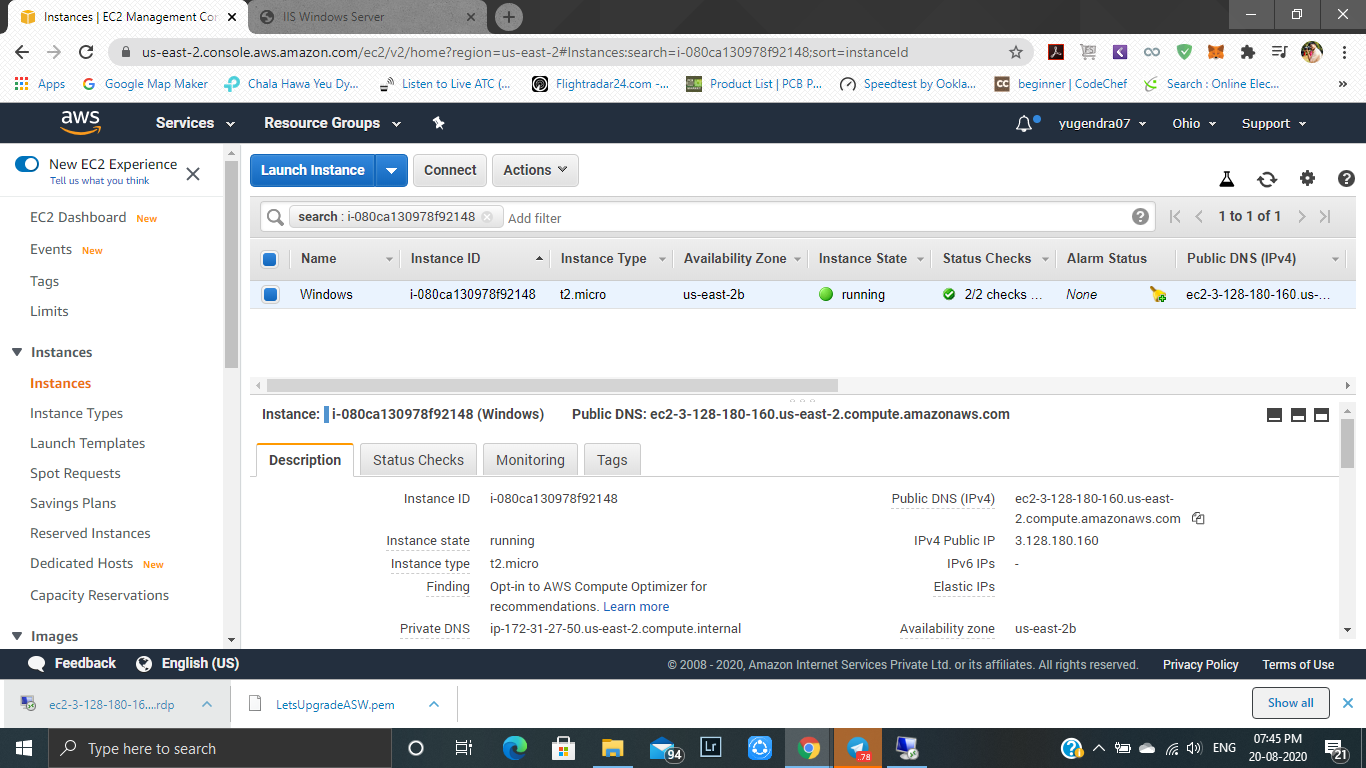 Instances | EC2 Management Con
IIS Windows Server
us-east-2.console.aws.amazon.com/ec2/v2/home?region=us-east-2#Instances:search=i-080ca130978f92148;sort=instanceId
Apps Google Map Maker Chala Hawa Yeu Dy... Listen to Live ATC (... Flightradar24.com -... Product List | PCB P... Speedtest by Ookla... CC beginner | CodeChef Search : Online Elec... »
aws Services Resource Groups yugendra07 Ohio Support
New EC2 Experience
Tell us what you think
EC2 Dashboard New
Events New
Tags
Limits
Instances
Instances
Instance Types
Launch Templates
Spot Requests
Savings Plans
Reserved Instances
Dedicated Hosts New
Capacity Reservations
Images
Launch Instance Connect Actions
search : i-080ca130978f92148 Add filter 1 to 1 of 1
Name Instance ID Instance Type Availability Zone Instance State Status Checks Alarm Status Public DNS (IPv4)
Windows i-080ca130978f92148 t2.micro us-east-2b running 2/2 checks ... None ec2-3-128-180-160.us-...
Instance: i-080ca130978f92148 (Windows) Public DNS: ec2-3-128-180-160.us-east-2.compute.amazonaws.com
Description Status Checks Monitoring Tags
Instance ID i-080ca130978f92148 Public DNS (IPv4) ec2-3-128-180-160.us-east-
2.compute.amazonaws.com
Instance state running IPv4 Public IP 3.128.180.160
Instance type t2.micro IPv6 IPs -
Finding Opt-in to AWS Compute Optimizer for Elastic IPs
recommendations. Learn more
Private DNS ip-172-31-27-50.us-east-2.compute.internal Availability zone us-east-2b
Feedback English (US) © 2008 - 2020, Amazon Internet Services Private Ltd. or its affiliates. All rights reserved. Privacy Policy Terms of Use
ec2-3-128-180-16....rdp LetsUpgradeASW.pem Show all
Type here to search 94 Lr .78 ENG 07:45 PM
20-08-2020 21